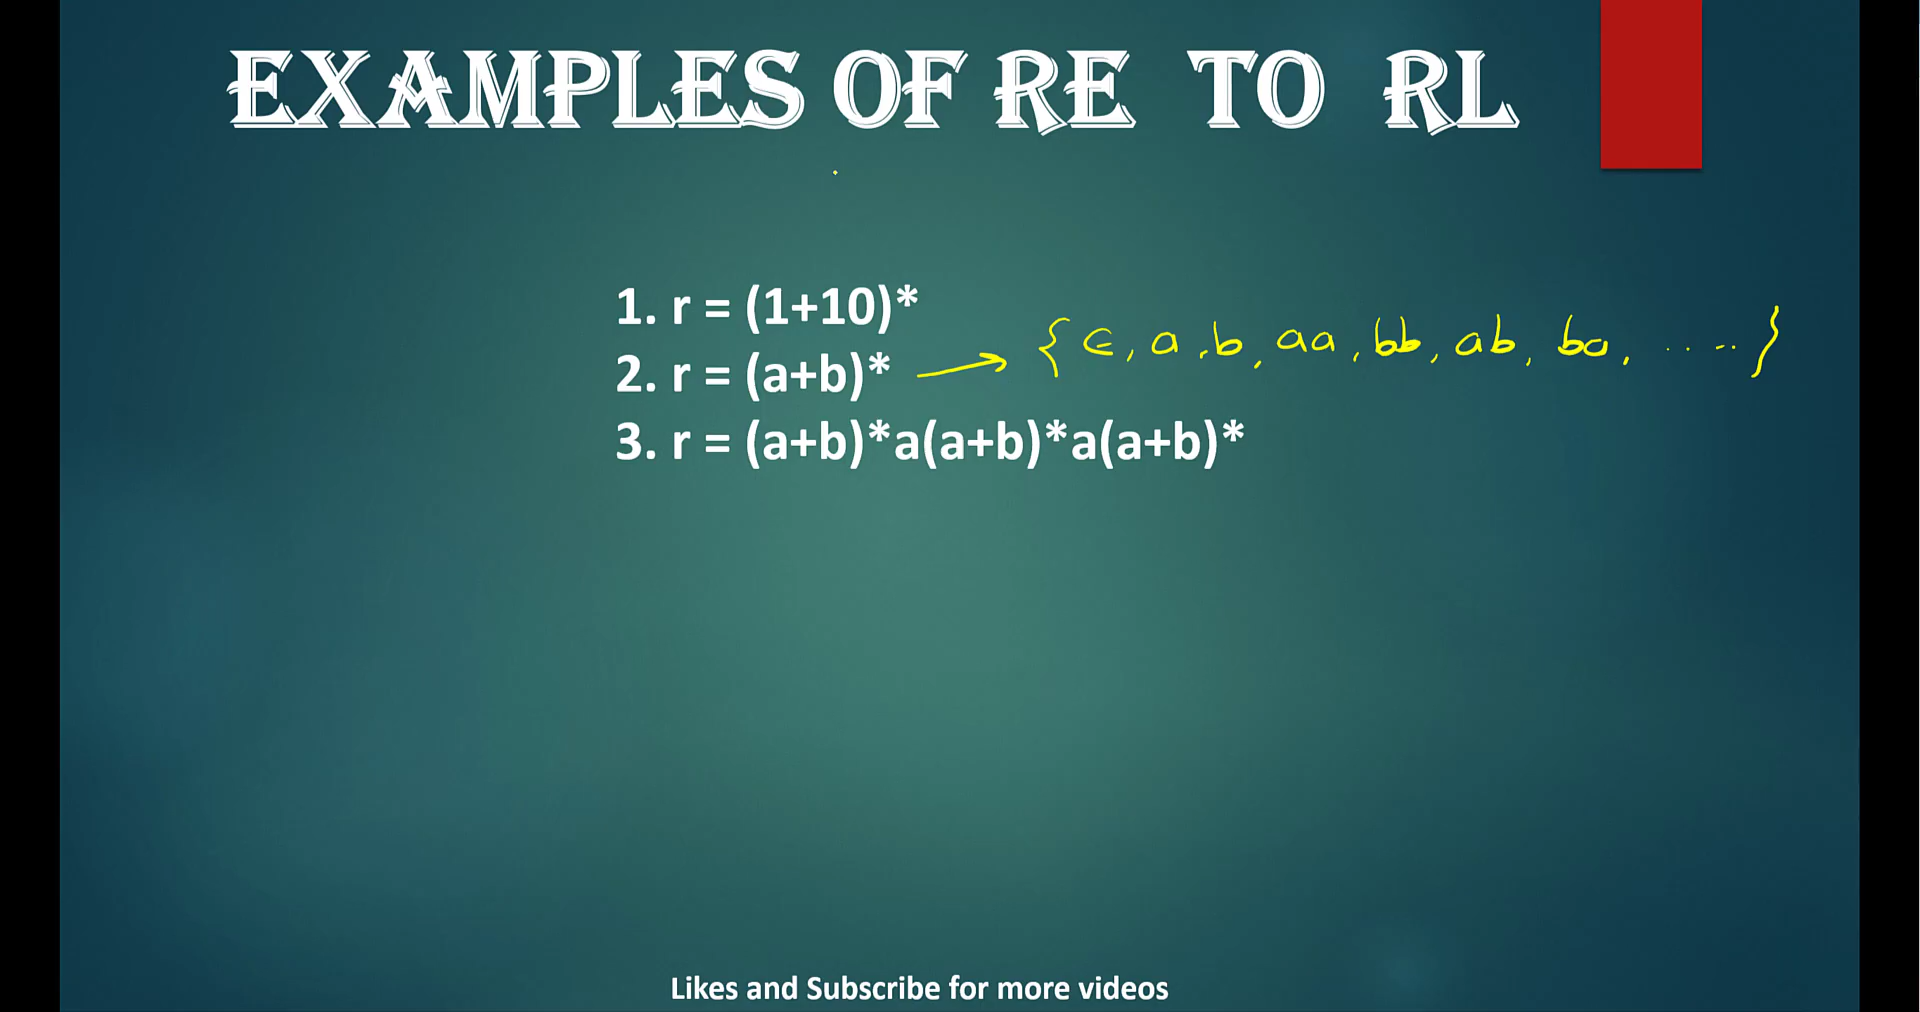 EXAMPLES OF RE TO RL
1. r = (1+10)*
2. r = (a+b)* → {ϵ, a, b, aa, bb, ab, ba, ......}
3. r = (a+b)*a(a+b)*a(a+b)*
Likes and Subscribe for more videos